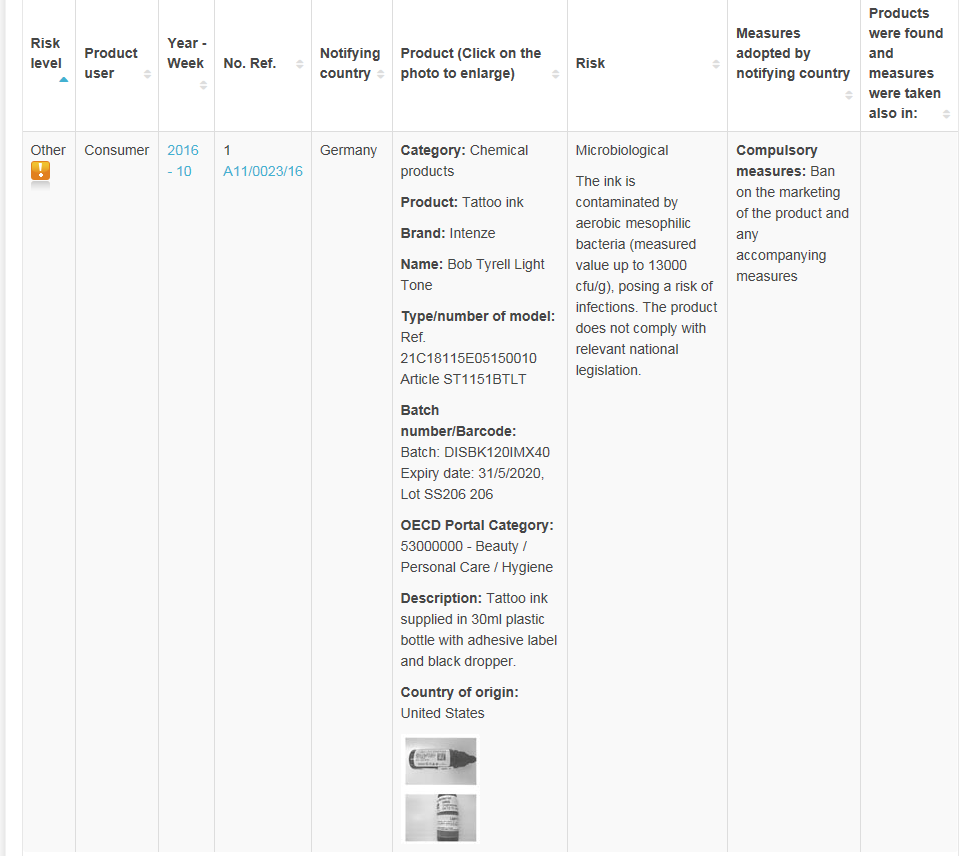 Risk
level
Product
user
Year -
Week
No. Ref.
Notifying
country
Product (Click on the
photo to enlarge)
Risk
Measures
adopted by
notifying country
Products
were found
and
measures
were taken
also in:
Other
Consumer
2016
- 10
1
A11/0023/16
Germany
Category: Chemical
products
Product: Tattoo ink
Brand: Intenze
Name: Bob Tyrell Light
Tone
Type/number of model:
Ref.
21C18115E05150010
Article ST1151BTLT
Batch
number/Barcode:
Batch: DISBK120IMX40
Expiry date: 31/5/2020,
Lot SS206 206
OECD Portal Category:
53000000 - Beauty /
Personal Care / Hygiene
Description: Tattoo ink
supplied in 30ml plastic
bottle with adhesive label
and black dropper.
Country of origin:
United States
Microbiological
The ink is
contaminated by
aerobic mesophilic
bacteria (measured
value up to 13000
cfu/g), posing a risk of
infections. The product
does not comply with
relevant national
legislation.
Compulsory
measures: Ban
on the marketing
of the product and
any
accompanying
measures